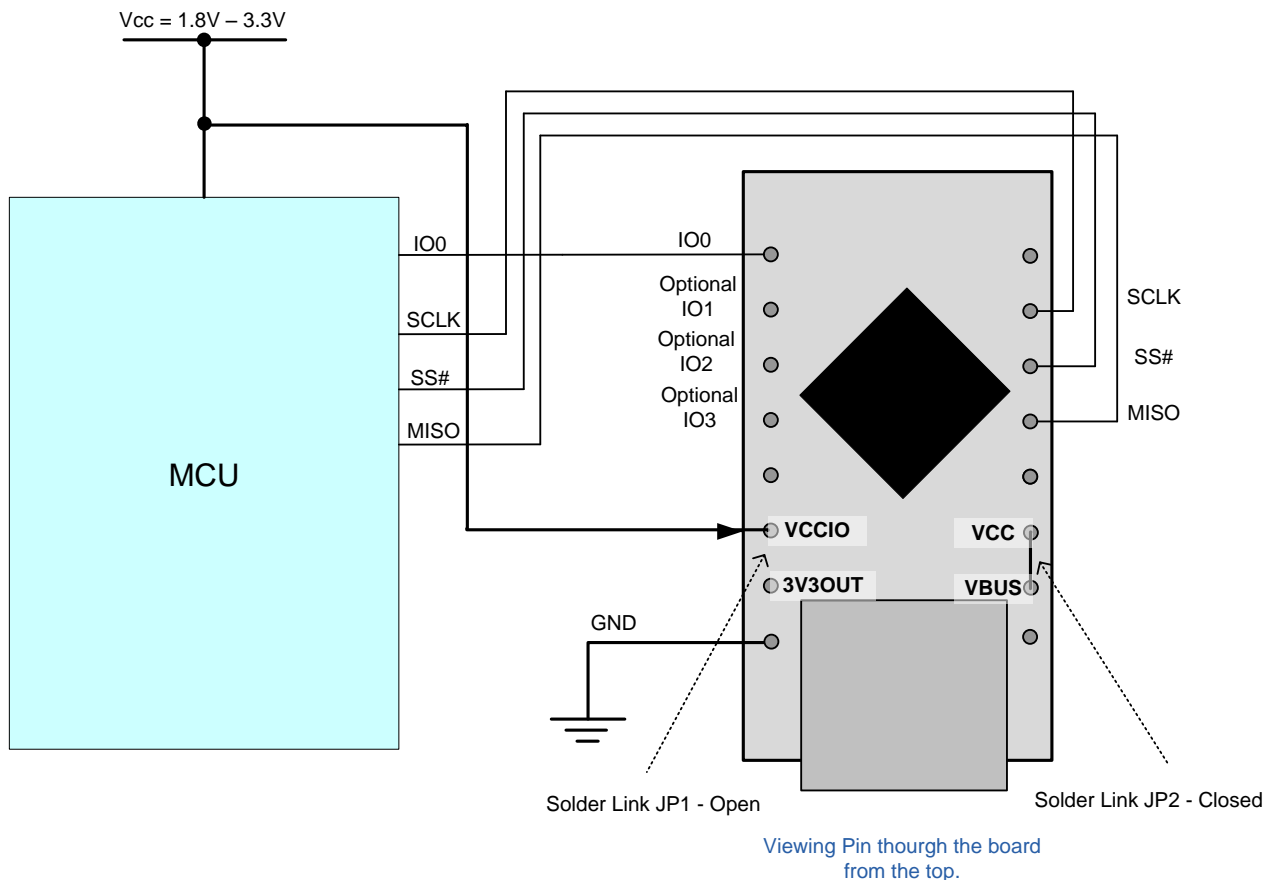 Vcc = 1.8V – 3.3V
IO0
SCLK
SS#
MISO
MCU
IO0
Optional
IO1
Optional
IO2
Optional
IO3
SCLK
SS#
MISO
VCCIO
VCC
3V3OUT
VBUS
GND
Solder Link JP1 - Open
Solder Link JP2 - Closed
Viewing Pin thourgh the board
from the top.